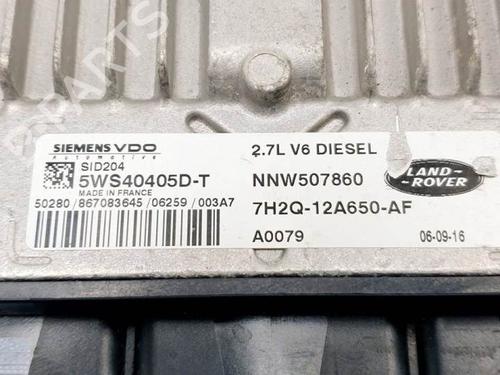 B-PARTS
SIEMENS VDO
Automotive
SID204
5WS40405D-T
MADE IN FRANCE
50280/867083645/06259/003A7
2.7L V6 DIESEL
NNW507860
7H2Q-12A650-AF
A0079
LAND-
ROVER
06-09-16